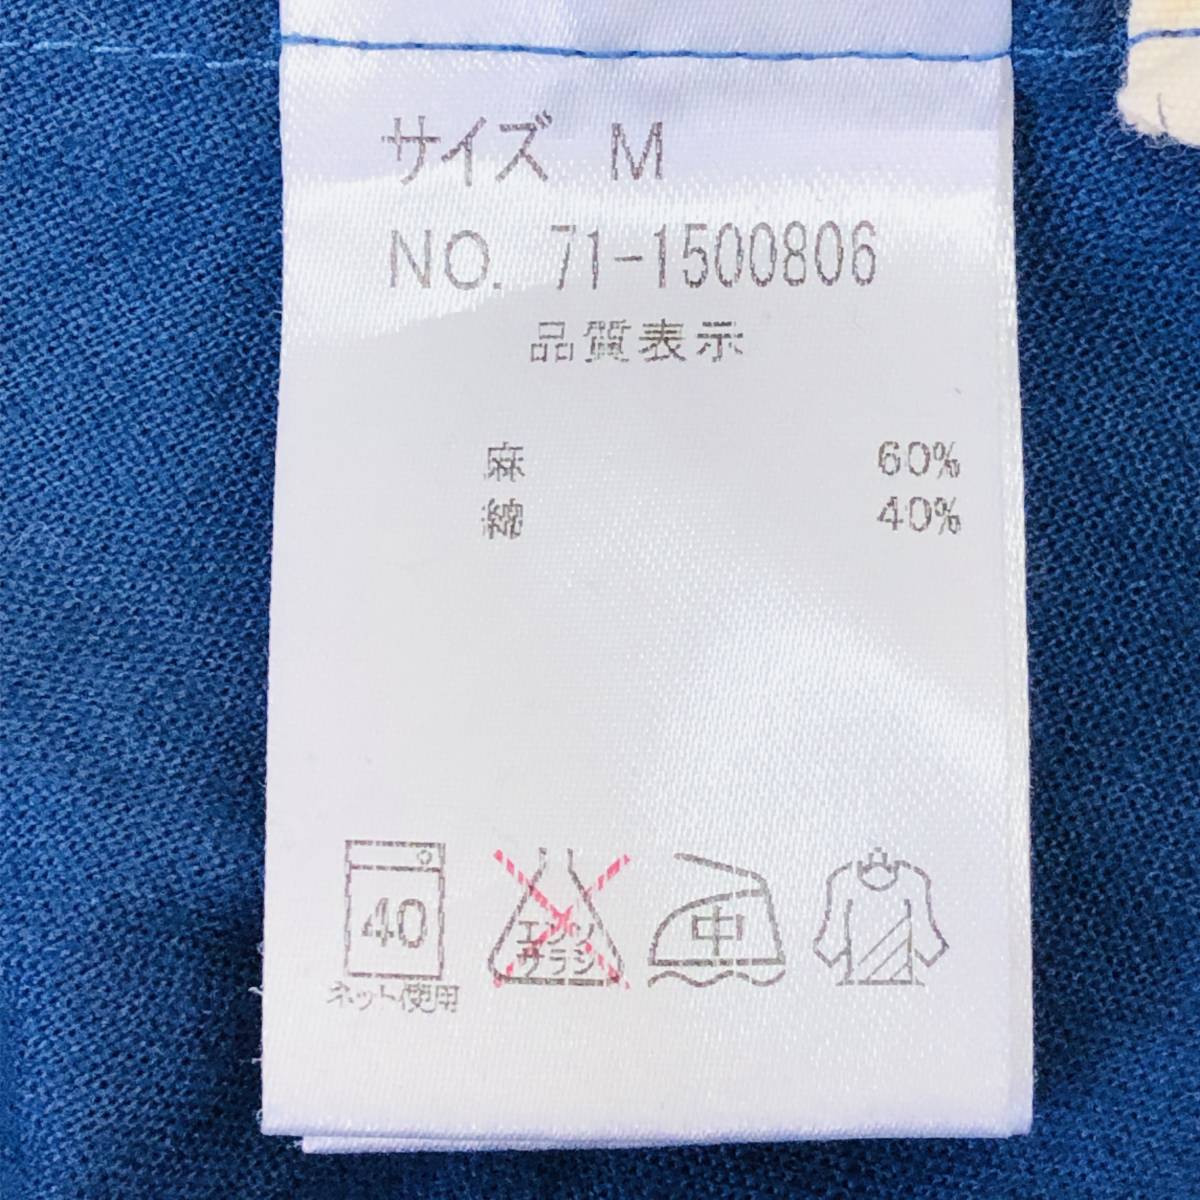 サイズ M
NO. 71-1500806
品質表示
麻 60%
綿 40%
40
ネット使用
エンソ
サラシ
中